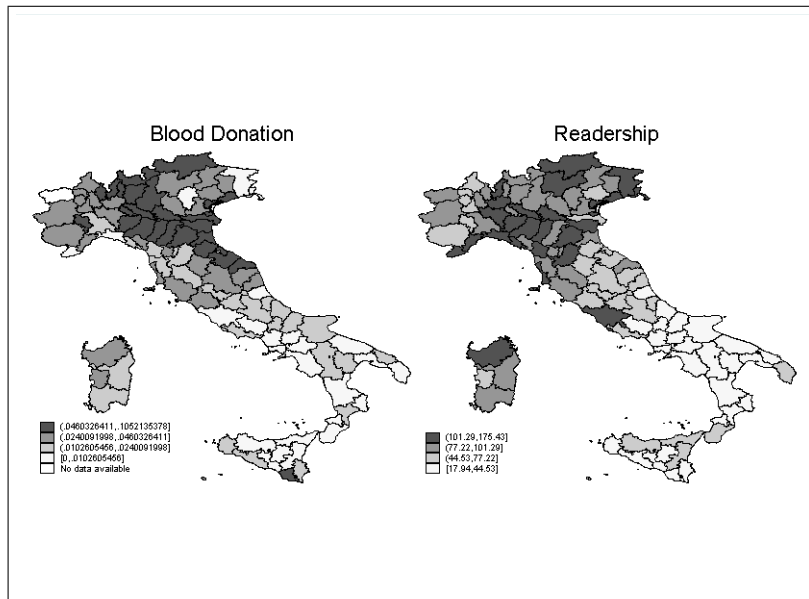 Blood Donation
(.0460326411,.1052135378]
(.0240091998,.0460326411]
(.0102605456,.0240091998]
[0,.0102605456]
No data available
Readership
(101.29,175.43]
(77.22,101.29]
(44.53,77.22]
[17.94,44.53]